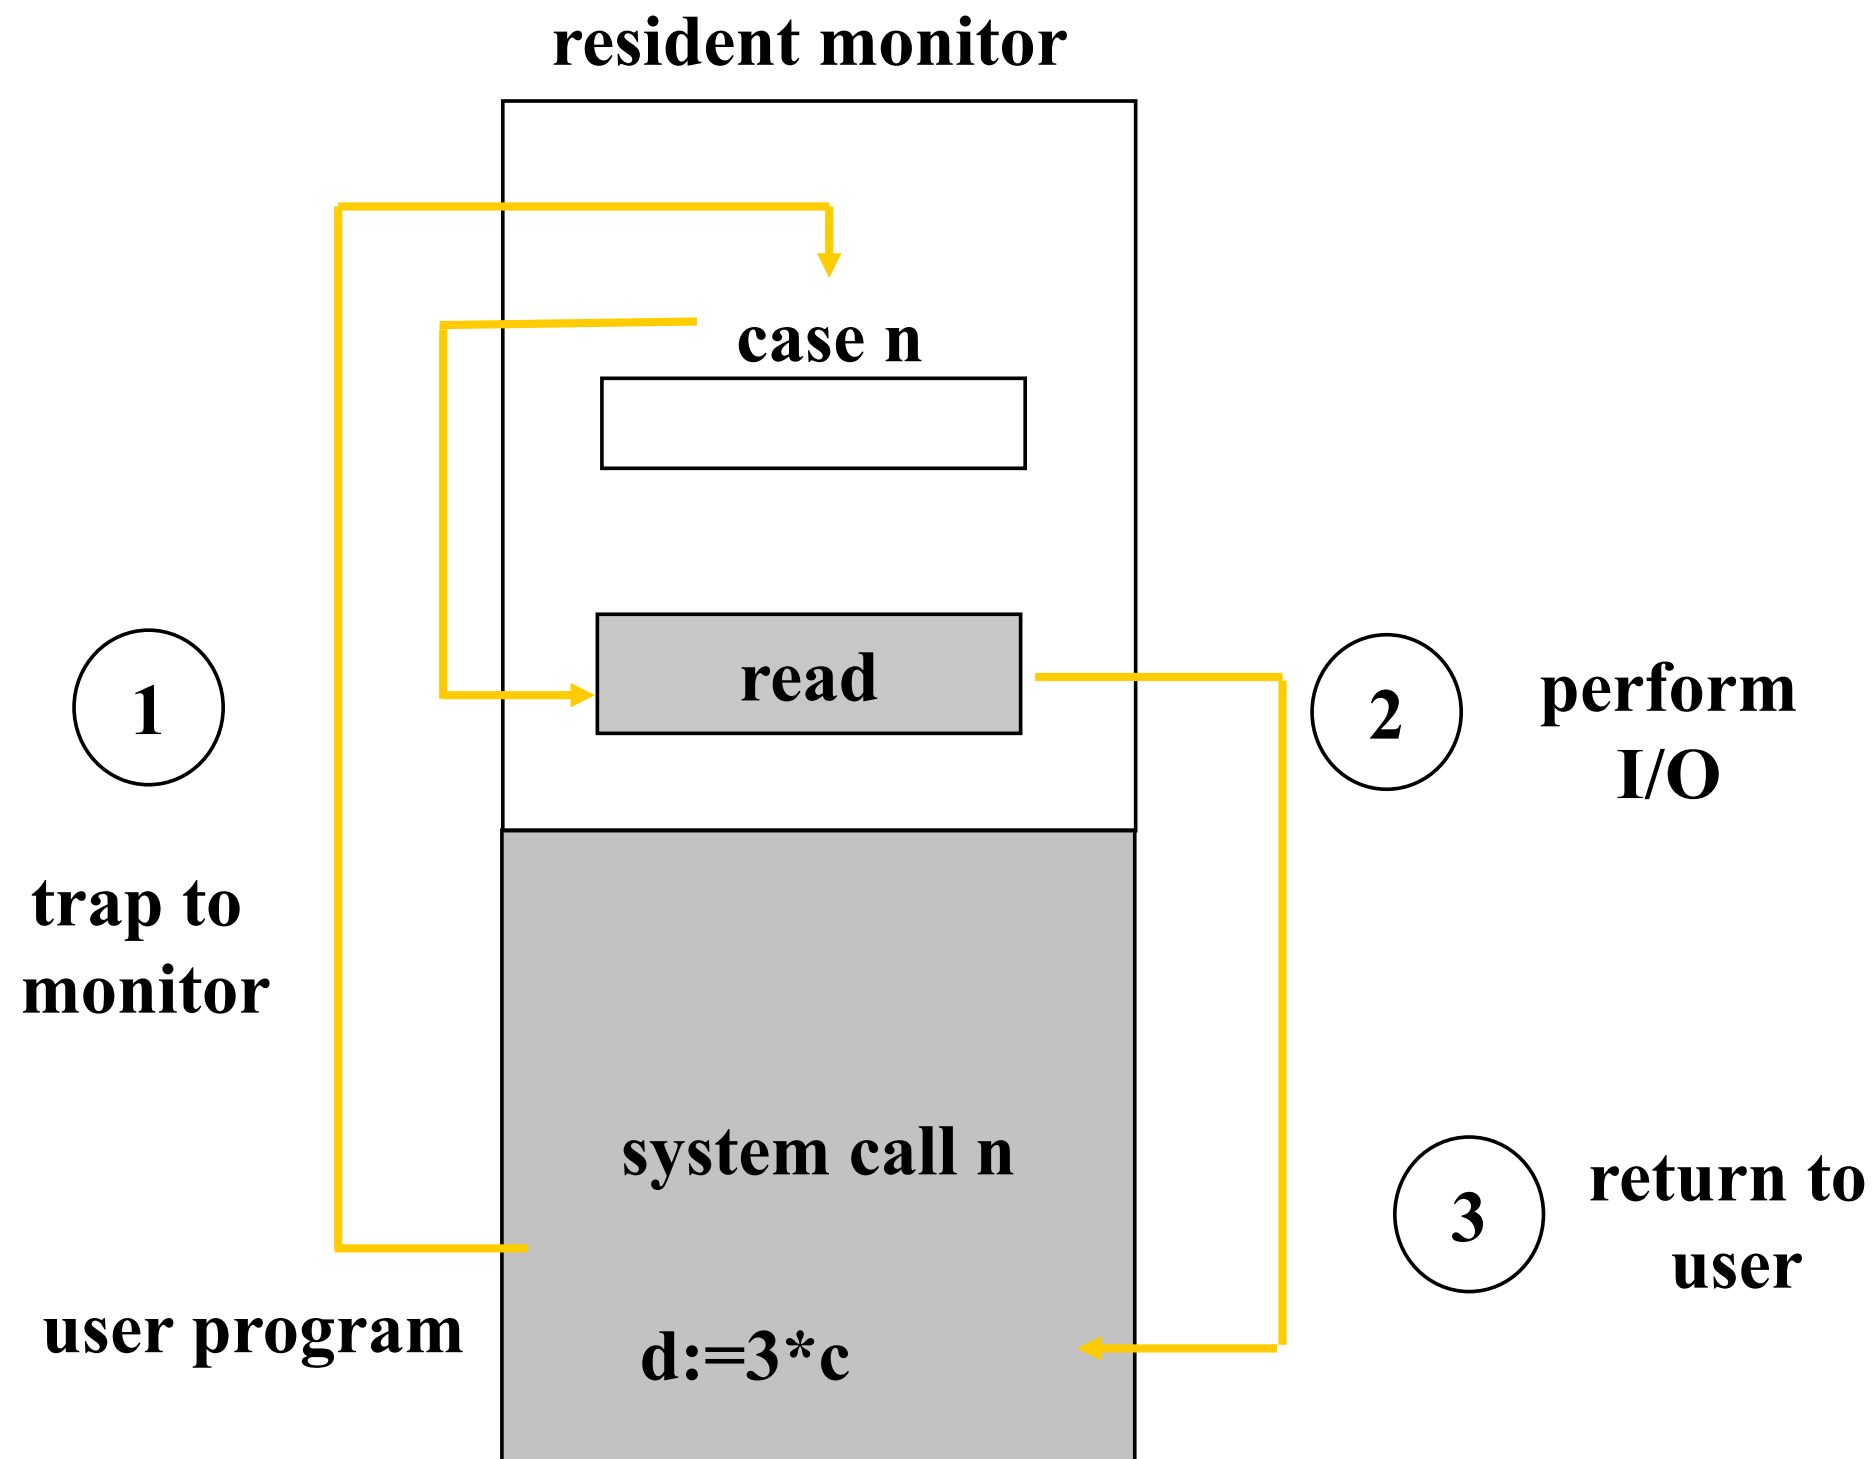 resident monitor
case n
read
1
2
perform
I/O
trap to
monitor
system call n
3
return to
user
user program
d:=3*c